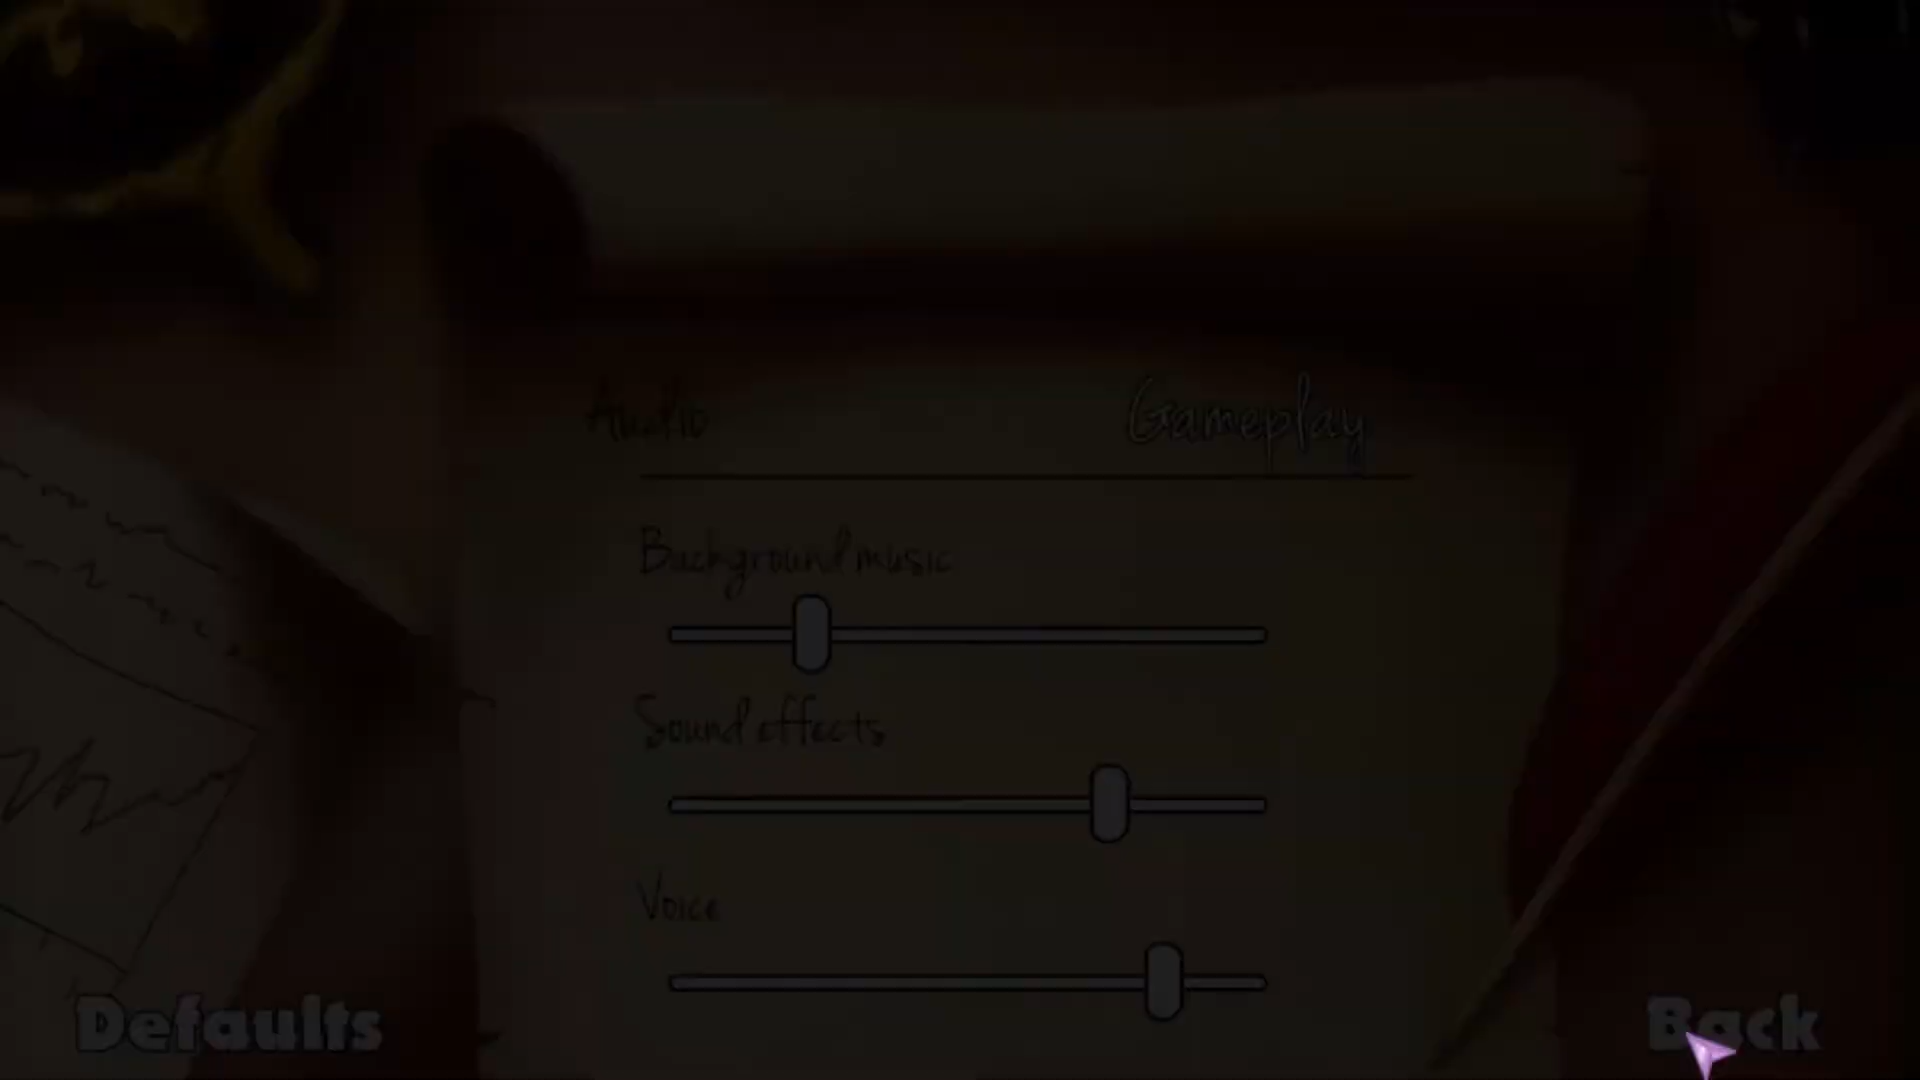 Audio Gameplay
Background music
Sound effects
Voice
Defaults Back